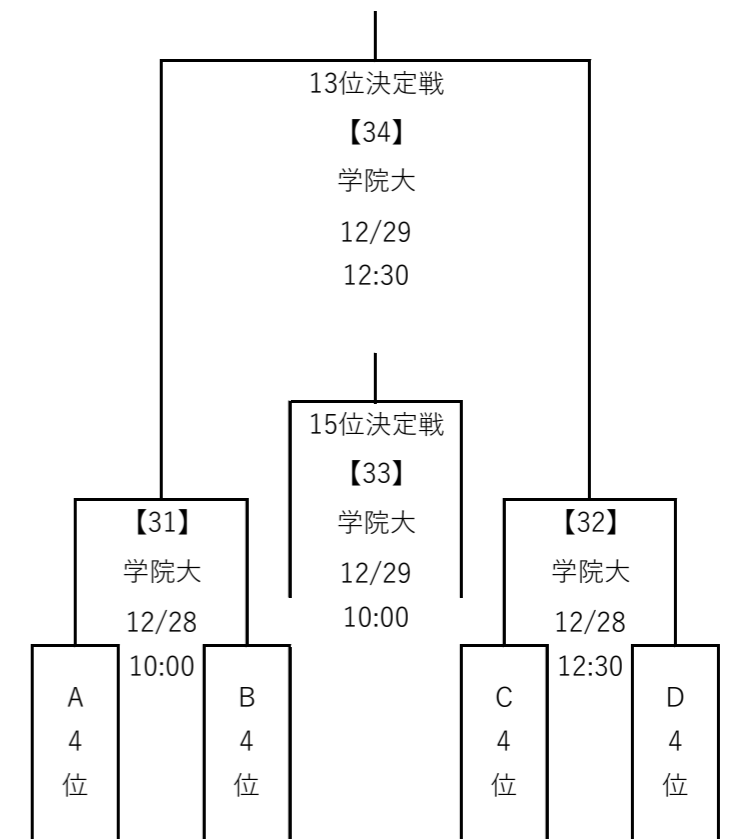 13位決定戦
【34】
学院大
12/29
12:30
15位決定戦
【33】
学院大
12/29
10:00
【31】
学院大
12/28
10:00
【32】
学院大
12/28
12:30
A
4
位
B
4
位
C
4
位
D
4
位